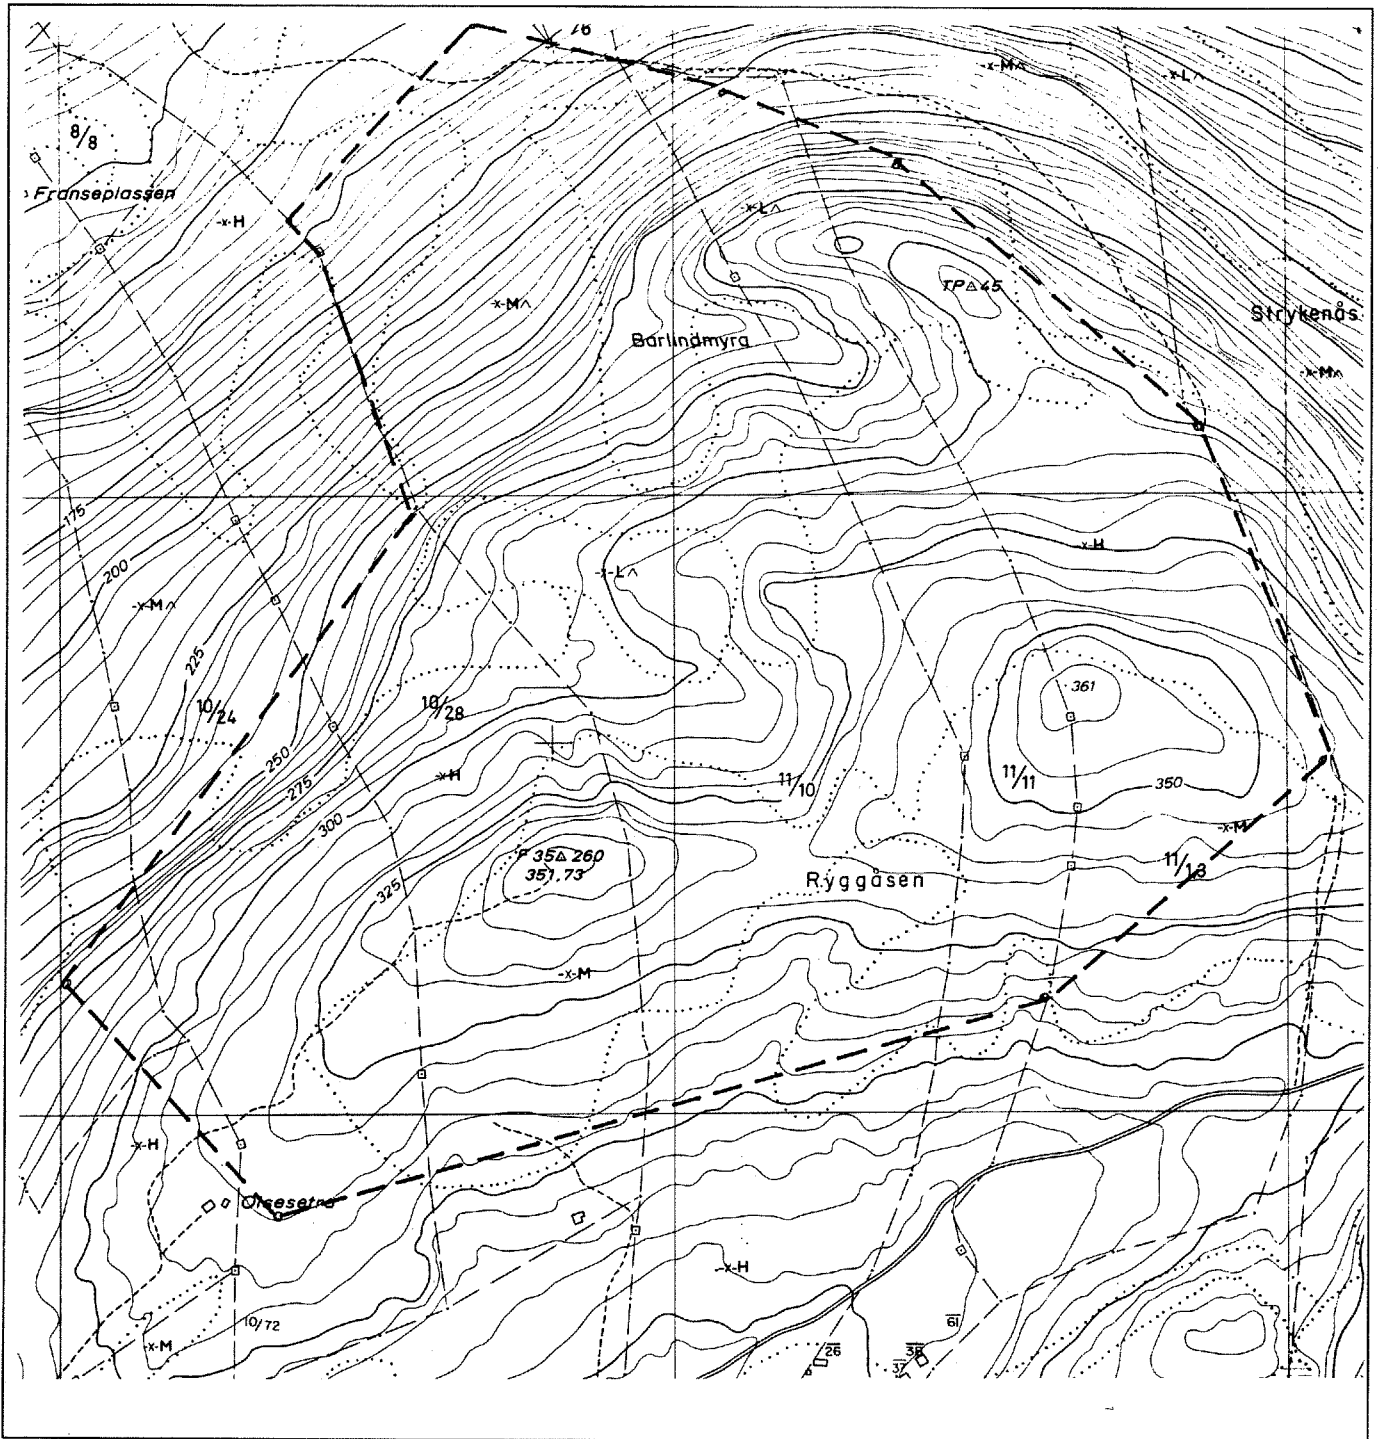 76
-x-M^
-x-L^
8/8
Franseplassen
-x-H
-x-L^
-x-M^
TP△45
Strykenås
Barlindmyra
-x-M^
175
-x-H
200
-x-L^
-x-M^
225
361
10/24
10/28
250
-x-H
11/10
11/11
350
275
300
-x-M
F 35△ 260
351,73
11/13
Ryggåsen
325
-x-M
-x-H
Olsesetra
-x-H
10/72
61
-x-M
26
38
37